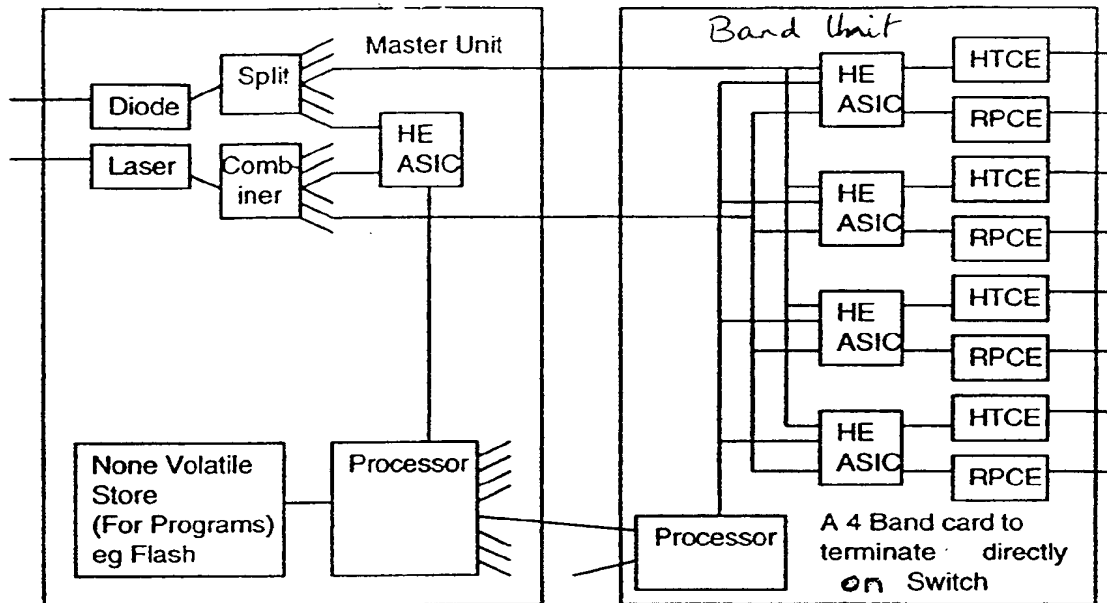 Master Unit
Split
Diode
HE
ASIC
Laser
Comb
iner
None Volatile
Store
(For Programs)
eg Flash
Processor
Band Unit
HE
ASIC
HTCE
RPCE
HE
ASIC
HTCE
RPCE
HE
ASIC
HTCE
RPCE
HE
ASIC
HTCE
RPCE
Processor
A 4 Band card to
terminate directly
on Switch